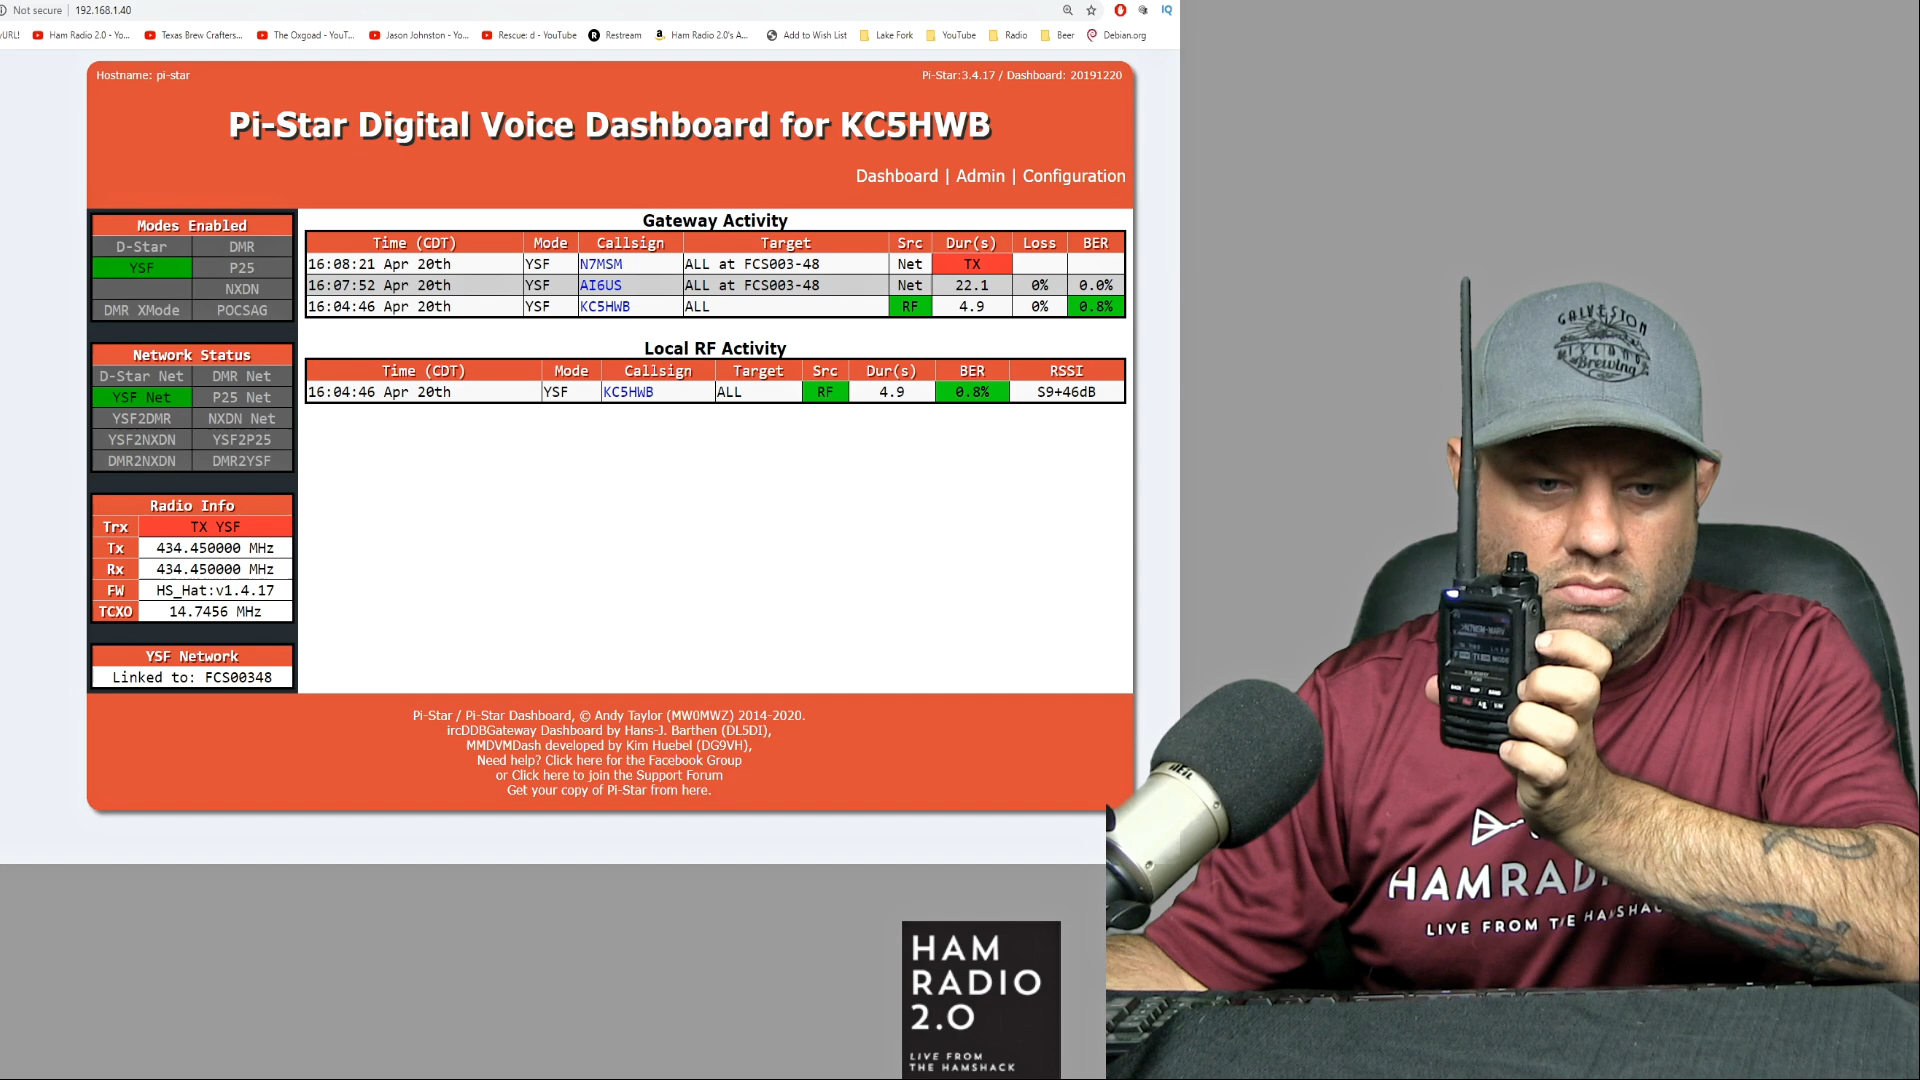 Not secure | 192.168.1.40
Ham Radio 2.0 - Yo...
Texas Brew Crafters...
The Oxgoad - YouT...
Jason Johnston - Yo...
Rescue: d - YouTube
Restream
Ham Radio 2.0's A...
Add to Wish List
Lake Fork
YouTube
Radio
Beer
Debian.org
Hostname: pi-star
Pi-Star:3.4.17 / Dashboard: 20191220
Pi-Star Digital Voice Dashboard for KC5HWB
Dashboard | Admin | Configuration
Modes Enabled
D-Star DMR
YSF P25
NXDN
DMR XMode POCSAG
Network Status
D-Star Net DMR Net
YSF Net P25 Net
YSF2DMR NXDN Net
YSF2NXDN YSF2P25
DMR2NXDN DMR2YSF
Radio Info
Trx TX YSF
Tx 434.450000 MHz
Rx 434.450000 MHz
FW HS_Hat:v1.4.17
TCXO 14.7456 MHz
YSF Network
Linked to: FCS00348
Gateway Activity
Time (CDT) Mode Callsign Target Src Dur(s) Loss BER
16:08:21 Apr 20th YSF N7MSM ALL at FCS003-48 Net TX
16:07:52 Apr 20th YSF AI6US ALL at FCS003-48 Net 22.1 0% 0.0%
16:04:46 Apr 20th YSF KC5HWB ALL RF 4.9 0% 0.8%
Local RF Activity
Time (CDT) Mode Callsign Target Src Dur(s) BER RSSI
16:04:46 Apr 20th YSF KC5HWB ALL RF 4.9 0.8% S9+46dB
Pi-Star / Pi-Star Dashboard, © Andy Taylor (MW0MWZ) 2014-2020.
ircDDBGateway Dashboard by Hans-J. Barthen (DL5DI),
MMDVMDash developed by Kim Huebel (DG9VH),
Need help? Click here for the Facebook Group
or Click here to join the Support Forum
Get your copy of Pi-Star from here.
GALVESTON
ISLAND
Brewing
HEIL
HAMRAD
LIVE FROM THE HAMSHAC
HAM
RADIO
2.0
LIVE FROM
THE HAMSHACK